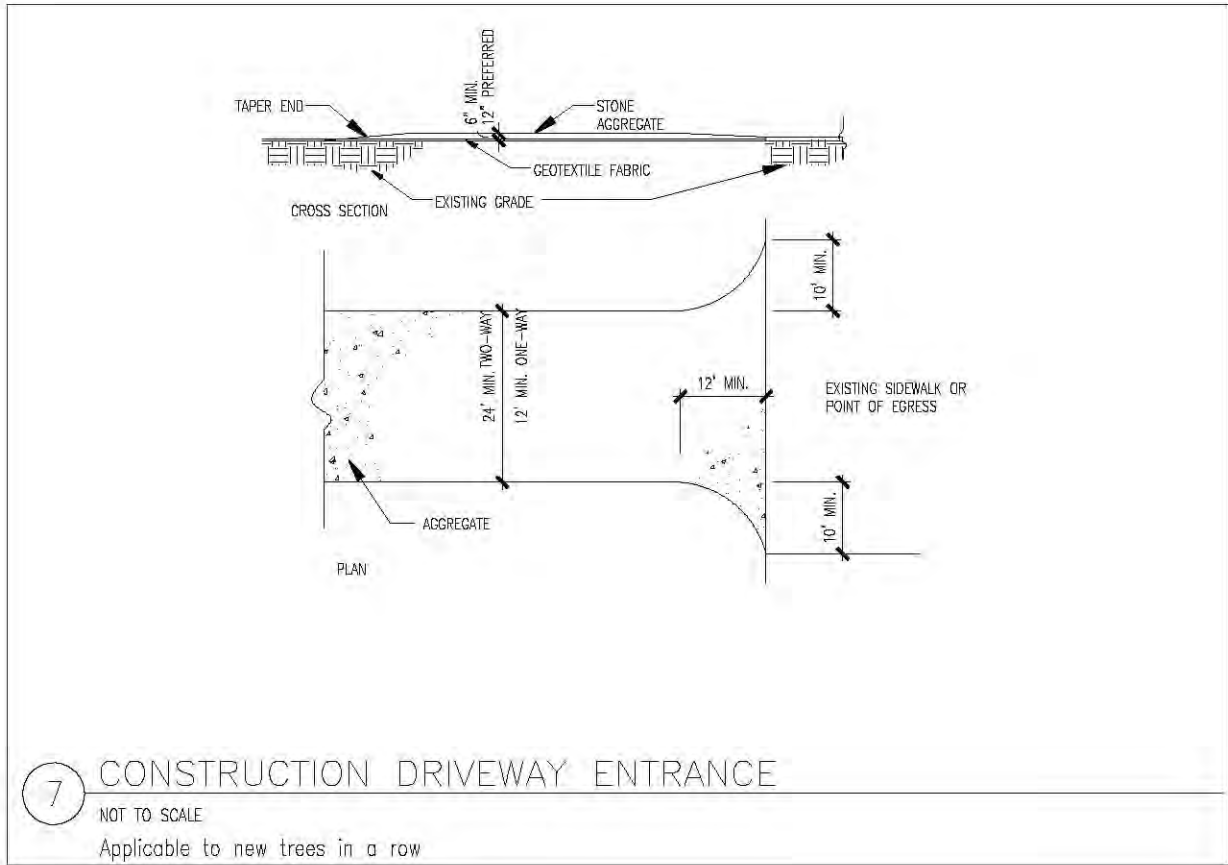 6" MIN.
12" PREFERRED
TAPER END
STONE
AGGREGATE
GEOTEXTILE FABRIC
EXISTING GRADE
CROSS SECTION
10' MIN.
24' MIN. TWO-WAY
12' MIN. ONE-WAY
12' MIN.
EXISTING SIDEWALK OR
POINT OF EGRESS
10' MIN.
AGGREGATE
PLAN
7
CONSTRUCTION DRIVEWAY ENTRANCE
NOT TO SCALE
Applicable to new trees in a row